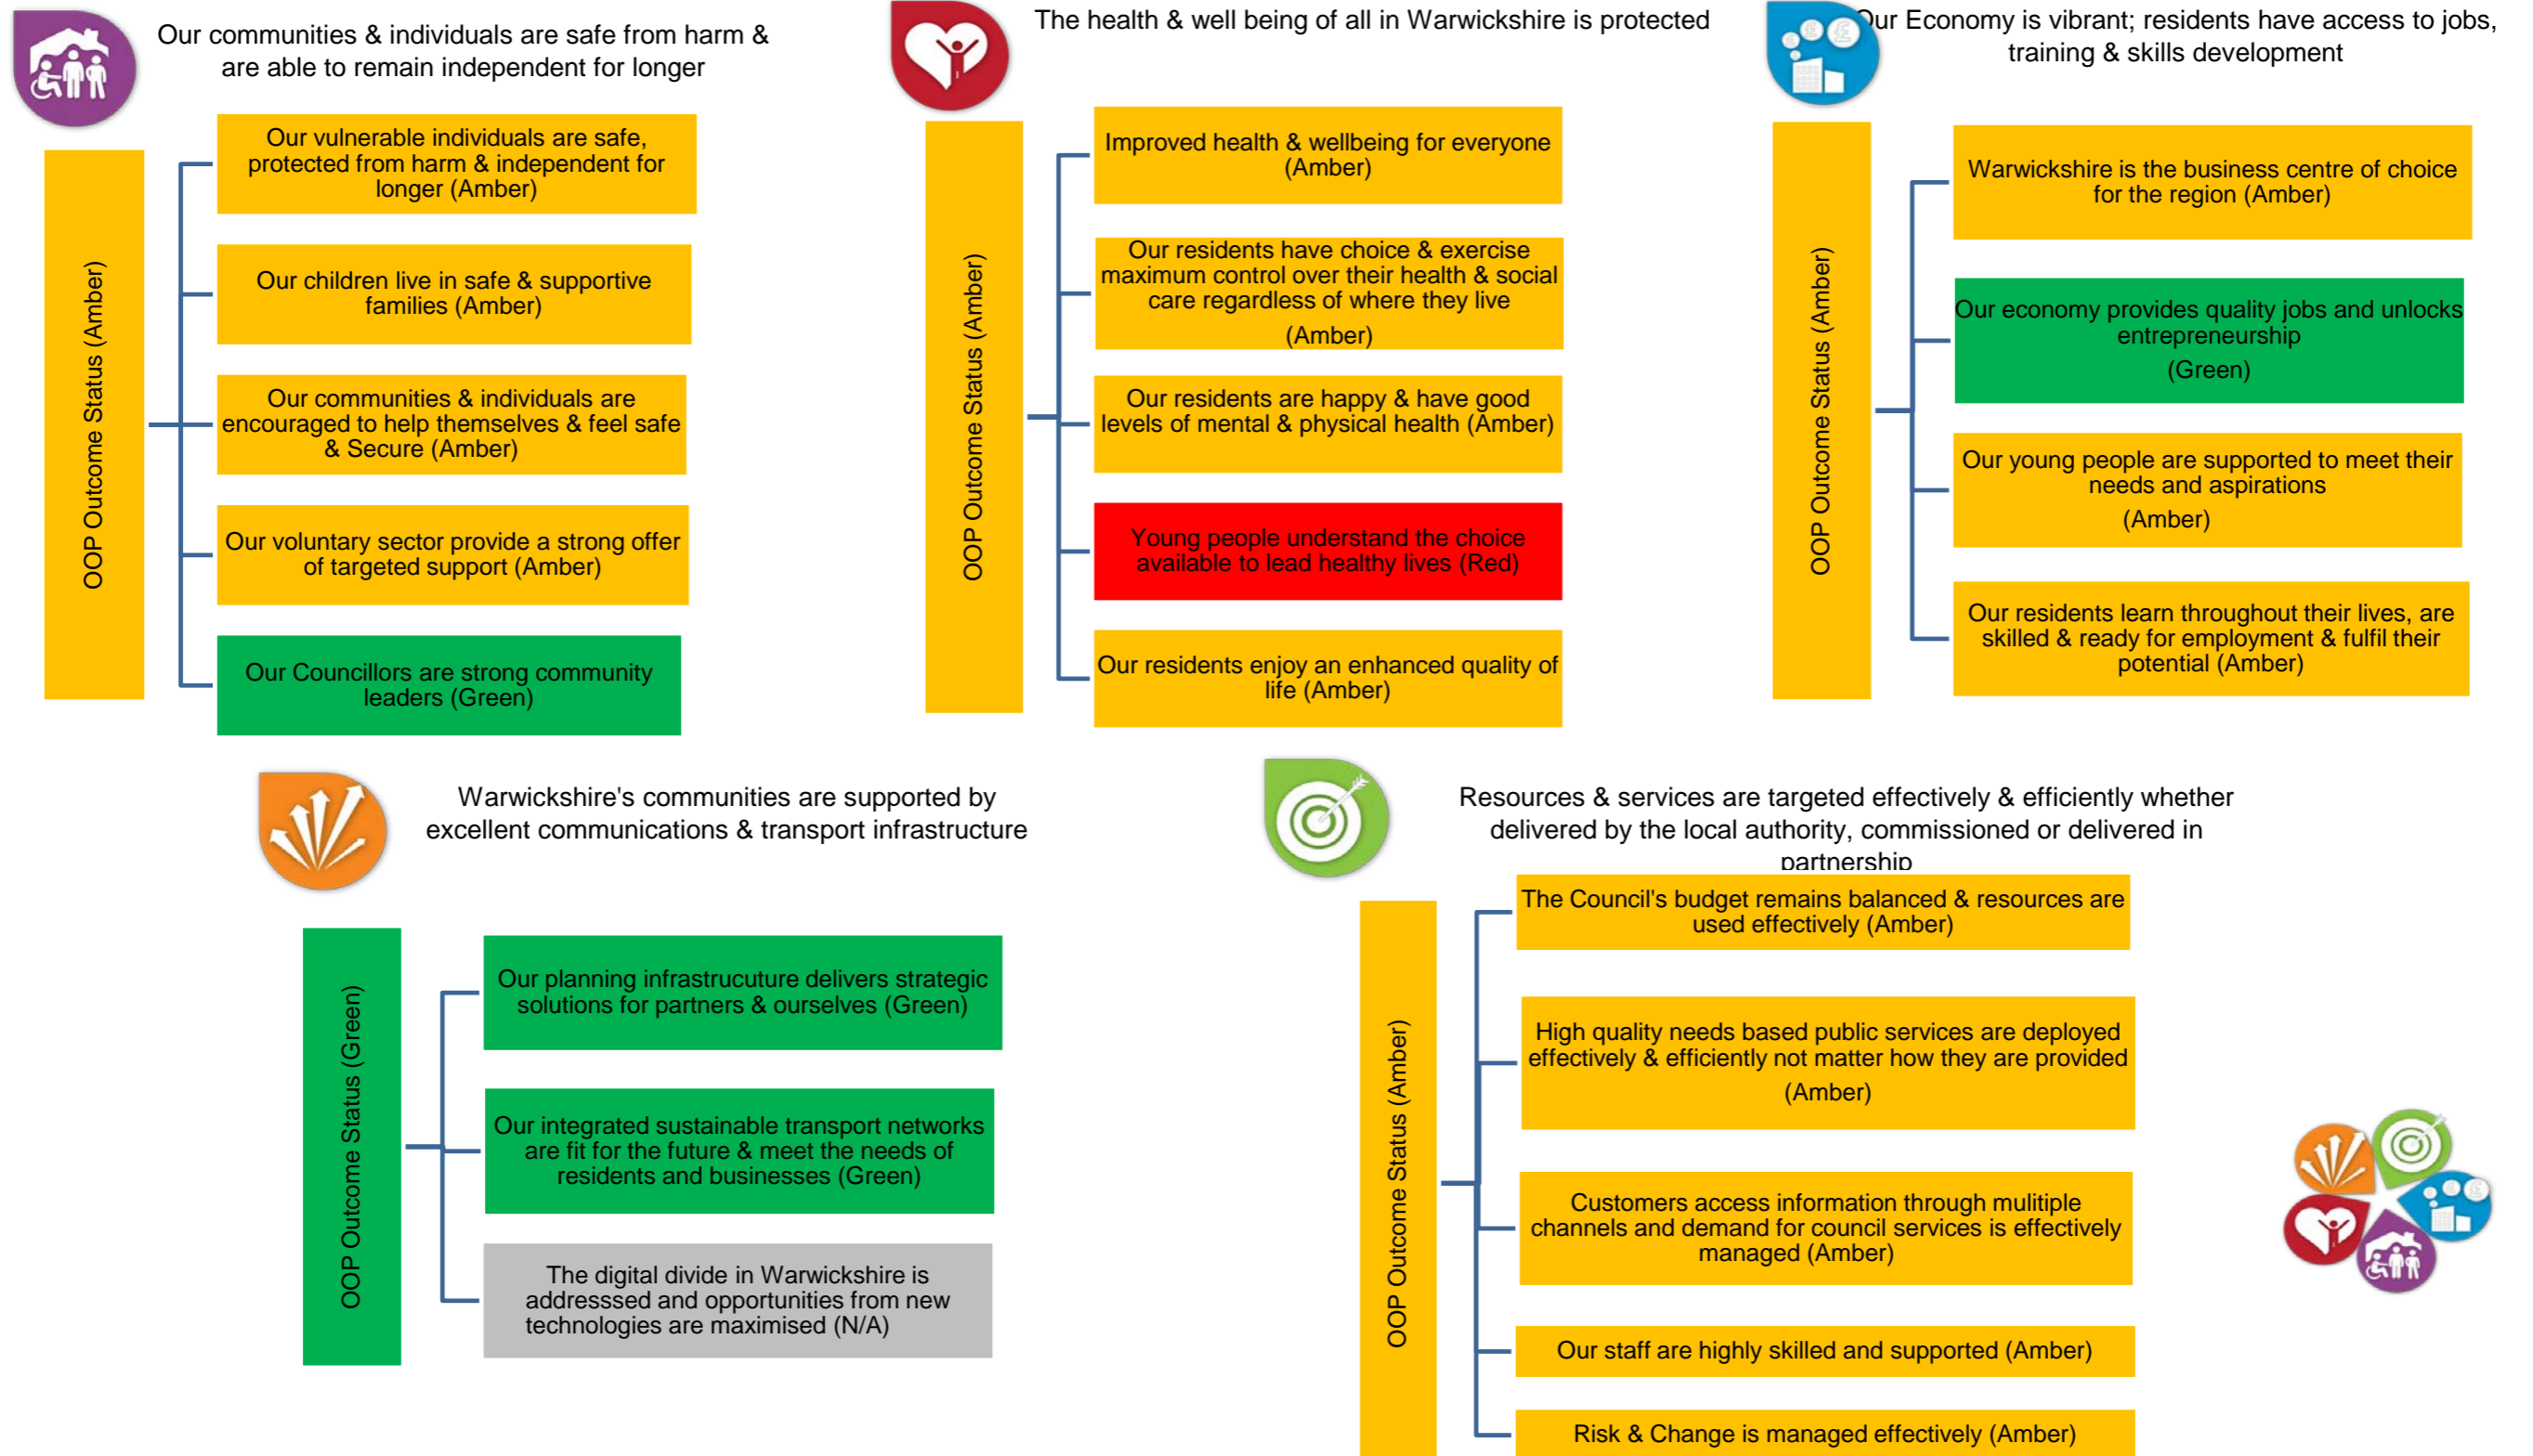 Our communities & individuals are safe from harm &
are able to remain independent for longer
OOP Outcome Status (Amber)
Our vulnerable individuals are safe,
protected from harm & independent for
longer (Amber)
Our children live in safe & supportive
families (Amber)
Our communities & individuals are
encouraged to help themselves & feel safe
& Secure (Amber)
Our voluntary sector provide a strong offer
of targeted support (Amber)
Our Councillors are strong community
leaders (Green)
The health & well being of all in Warwickshire is protected
OOP Outcome Status (Amber)
Improved health & wellbeing for everyone
(Amber)
Our residents have choice & exercise
maximum control over their health & social
care regardless of where they live
(Amber)
Our residents are happy & have good
levels of mental & physical health (Amber)
Young people understand the choice
available to lead healthy lives (Red)
Our residents enjoy an enhanced quality of
life (Amber)
Our Economy is vibrant; residents have access to jobs,
training & skills development
OOP Outcome Status (Amber)
Warwickshire is the business centre of choice
for the region (Amber)
Our economy provides quality jobs and unlocks
entrepreneurship
(Green)
Our young people are supported to meet their
needs and aspirations
(Amber)
Our residents learn throughout their lives, are
skilled & ready for employment & fulfil their
potential (Amber)
Warwickshire's communities are supported by
excellent communications & transport infrastructure
OOP Outcome Status (Green)
Our planning infrastrucuture delivers strategic
solutions for partners & ourselves (Green)
Our integrated sustainable transport networks
are fit for the future & meet the needs of
residents and businesses (Green)
The digital divide in Warwickshire is
addresssed and opportunities from new
technologies are maximised (N/A)
Resources & services are targeted effectively & efficiently whether
delivered by the local authority, commissioned or delivered in
partnership
OOP Outcome Status (Amber)
The Council's budget remains balanced & resources are
used effectively (Amber)
High quality needs based public services are deployed
effectively & efficiently not matter how they are provided
(Amber)
Customers access information through mulitiple
channels and demand for council services is effectively
managed (Amber)
Our staff are highly skilled and supported (Amber)
Risk & Change is managed effectively (Amber)